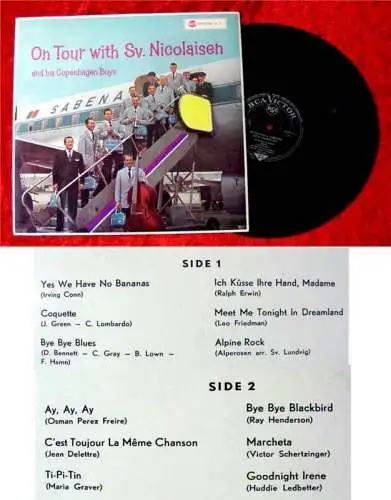 On Tour with Sv. Nicolaisen
and his Copenhagen Boys
SABENA
RCA VICTOR
SIDE 1
Yes We Have No Bananas
(Irving Conn)
Coquette
(J. Green – C. Lombardo)
Bye Bye Blues
(D. Bennett – C. Gray – B. Lown –
F. Hamn)
Ich Küsse Ihre Hand, Madame
(Ralph Erwin)
Meet Me Tonight in Dreamland
(Leo Friedman)
Alpine Rock
(Alperosen arr. Sv. Lundvig)
SIDE 2
Ay, Ay, Ay
(Osman Perez Freire)
C'est Toujour La Même Chanson
(Jean Delettre)
Ti-Pi-Tin
(Maria Graver)
Bye Bye Blackbird
(Ray Henderson)
Marcheta
(Victor Schertzinger)
Goodnight Irene
(Huddie Ledbetter)